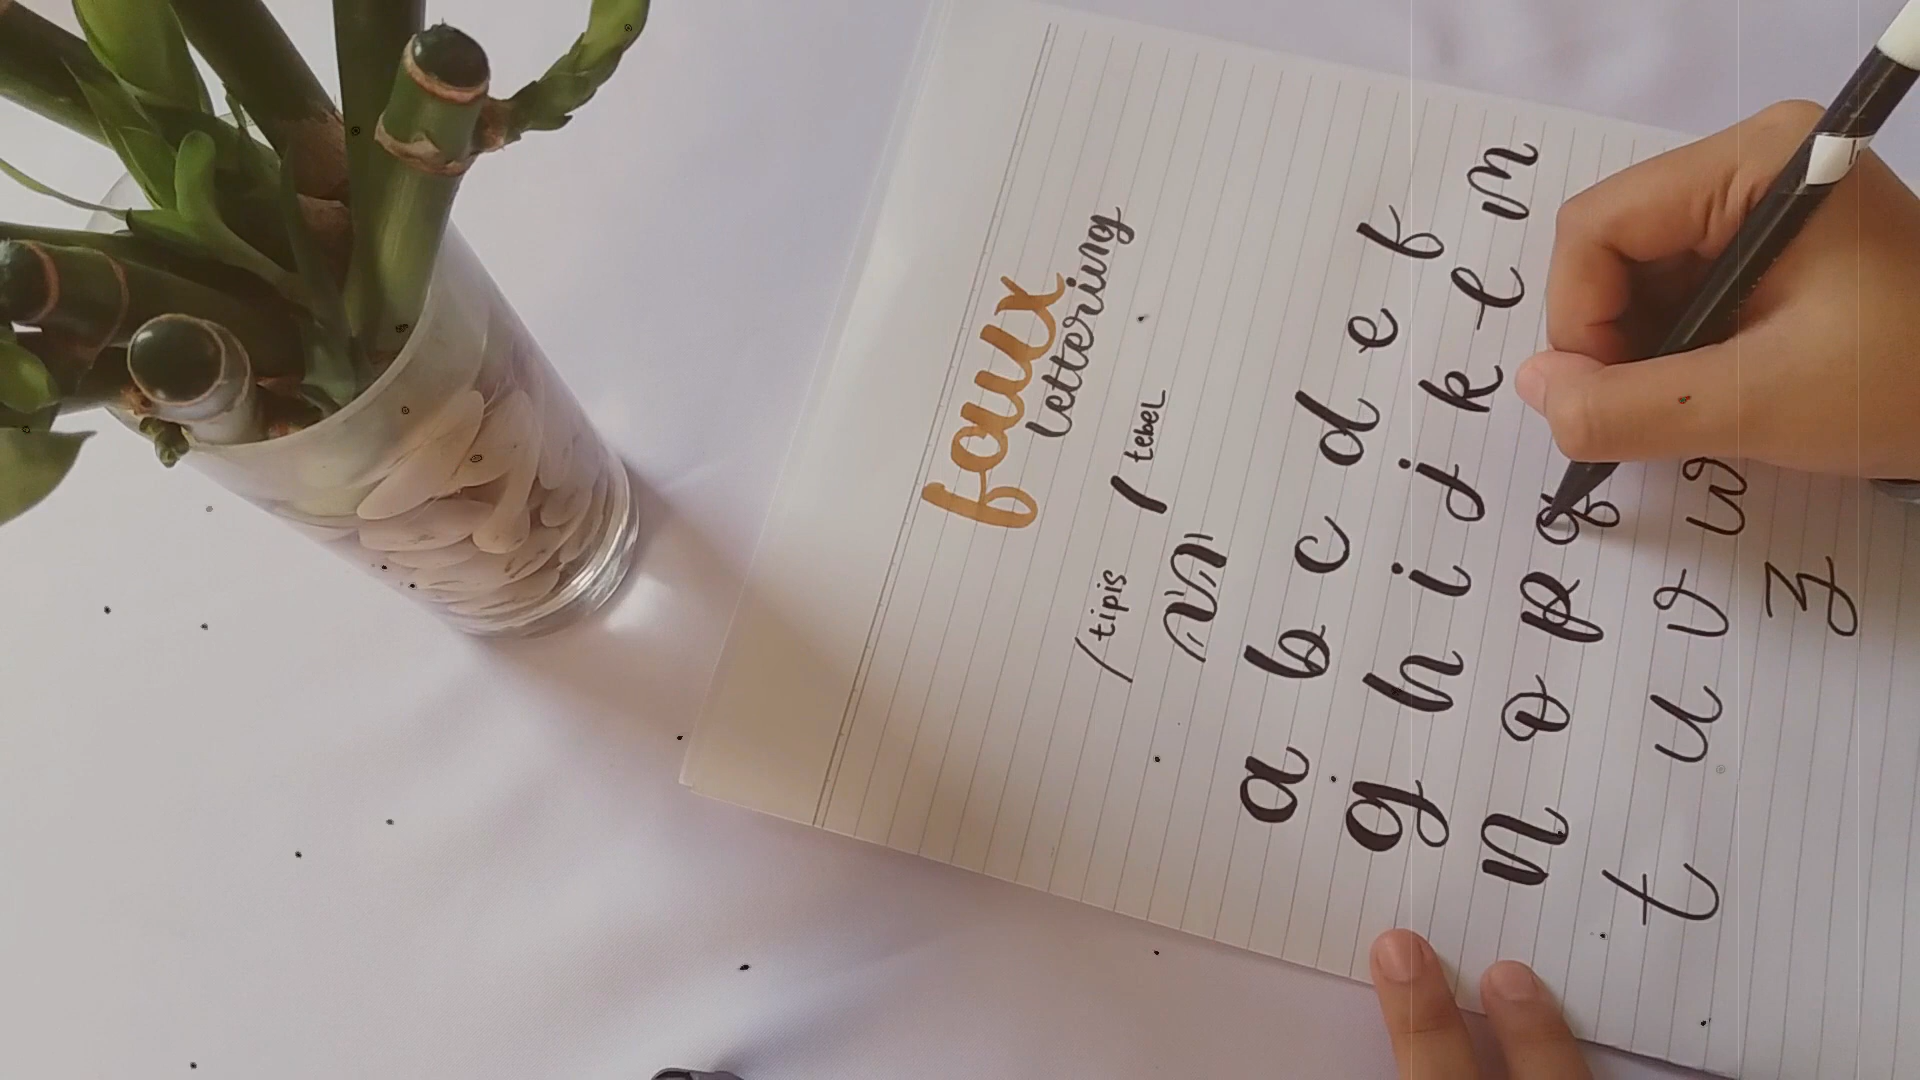 faux
lettering
/ tipis / tebel
a b c d e f
g h i j k l m
n o p q
t u v w
z